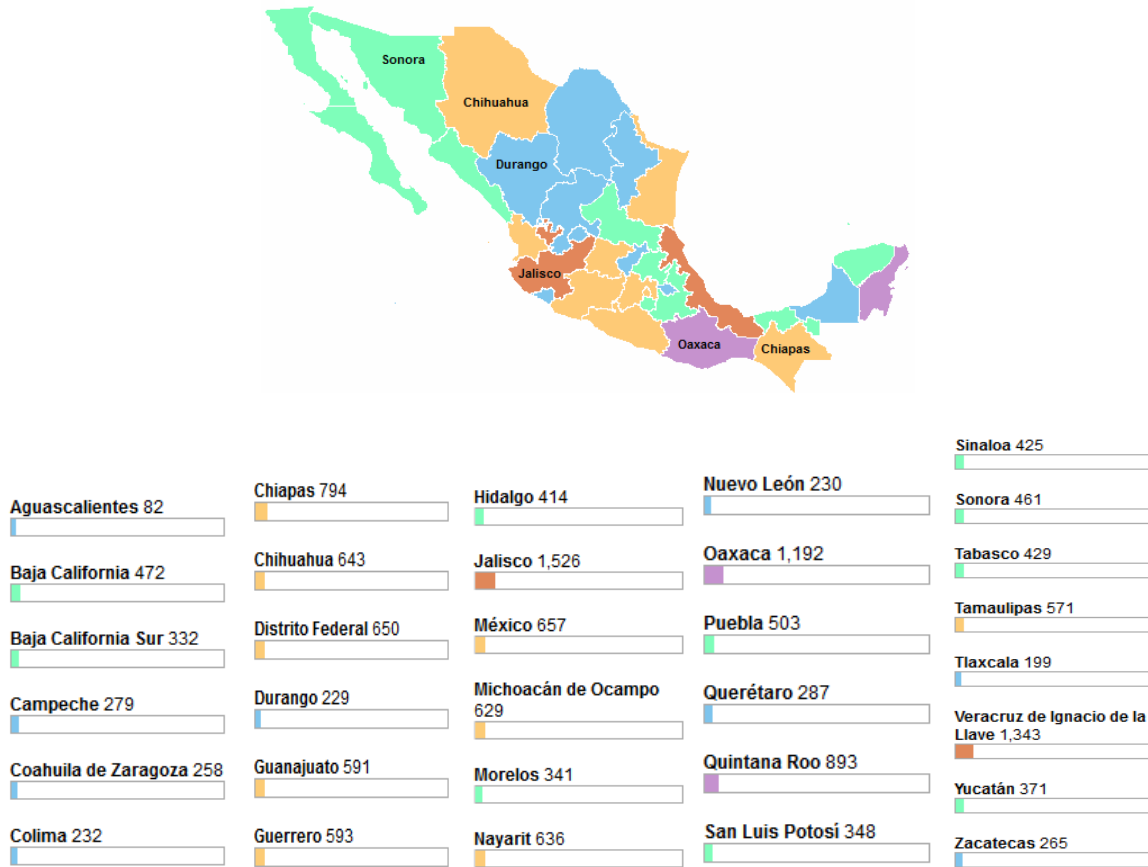 Sonora
Chihuahua
Durango
Jalisco
Oaxaca
Chiapas
Aguascalientes 82
Baja California 472
Baja California Sur 332
Campeche 279
Coahuila de Zaragoza 258
Colima 232
Chiapas 794
Chihuahua 643
Distrito Federal 650
Durango 229
Guanajuato 591
Guerrero 593
Hidalgo 414
Jalisco 1,526
México 657
Michoacán de Ocampo
629
Morelos 341
Nayarit 636
Nuevo León 230
Oaxaca 1,192
Puebla 503
Querétaro 287
Quintana Roo 893
San Luis Potosí 348
Sinaloa 425
Sonora 461
Tabasco 429
Tamaulipas 571
Tlaxcala 199
Veracruz de Ignacio de la
Llave 1,343
Yucatán 371
Zacatecas 265